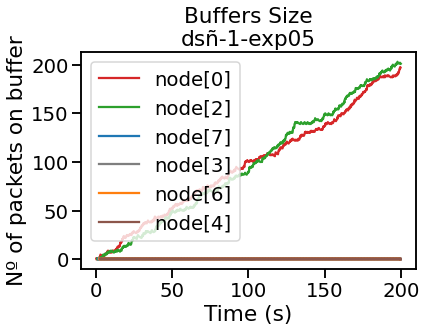 Buffers Size
dsñ-1-exp05
Nº of packets on buffer
200
150
100
50
0
node[0]
node[2]
node[7]
node[3]
node[6]
node[4]
0
50
100
150
200
Time (s)